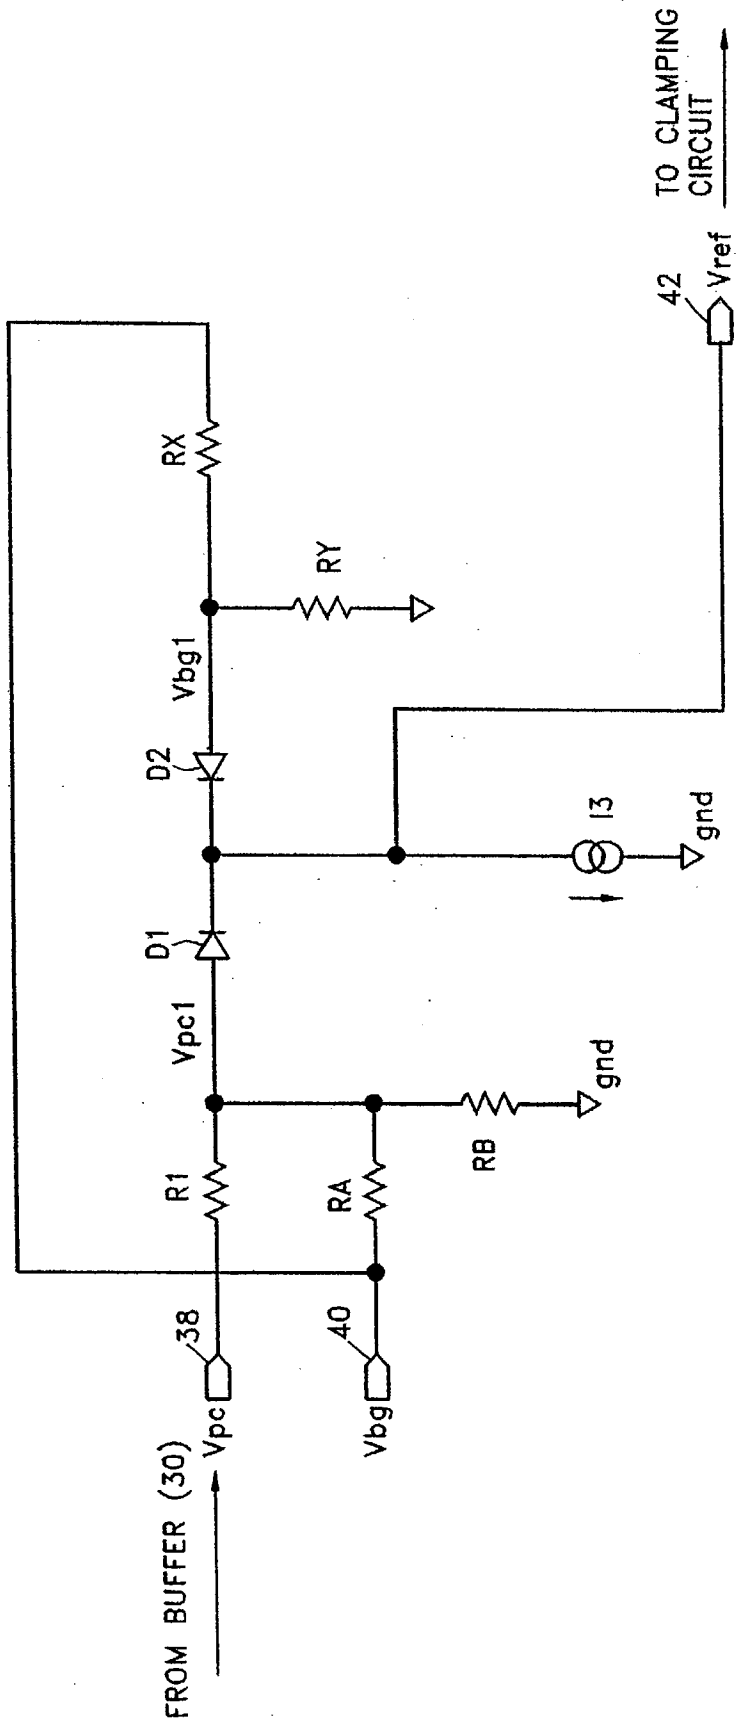 FROM BUFFER (30)
Vpc
38
Vbg
40
R1
RA
RB
gnd
Vpc1
D1
D2
I3
gnd
Vbg1
RY
RX
42
Vref
TO CLAMPING
CIRCUIT